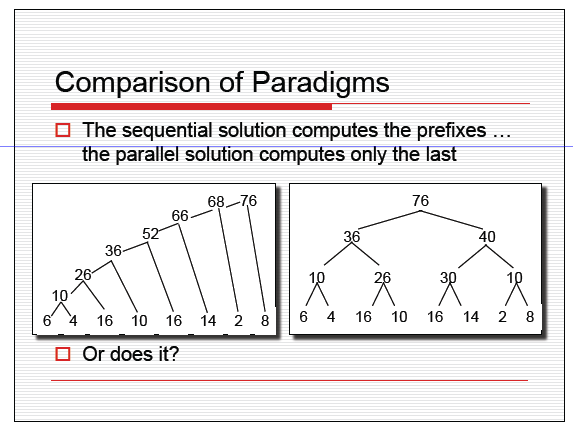 Comparison of Paradigms
The sequential solution computes the prefixes …
the parallel solution computes only the last
76
68
66
52
36
26
10
6 4 16 10 16 14 2 8
76
36 40
10 26 30 10
6 4 16 10 16 14 2 8
Or does it?